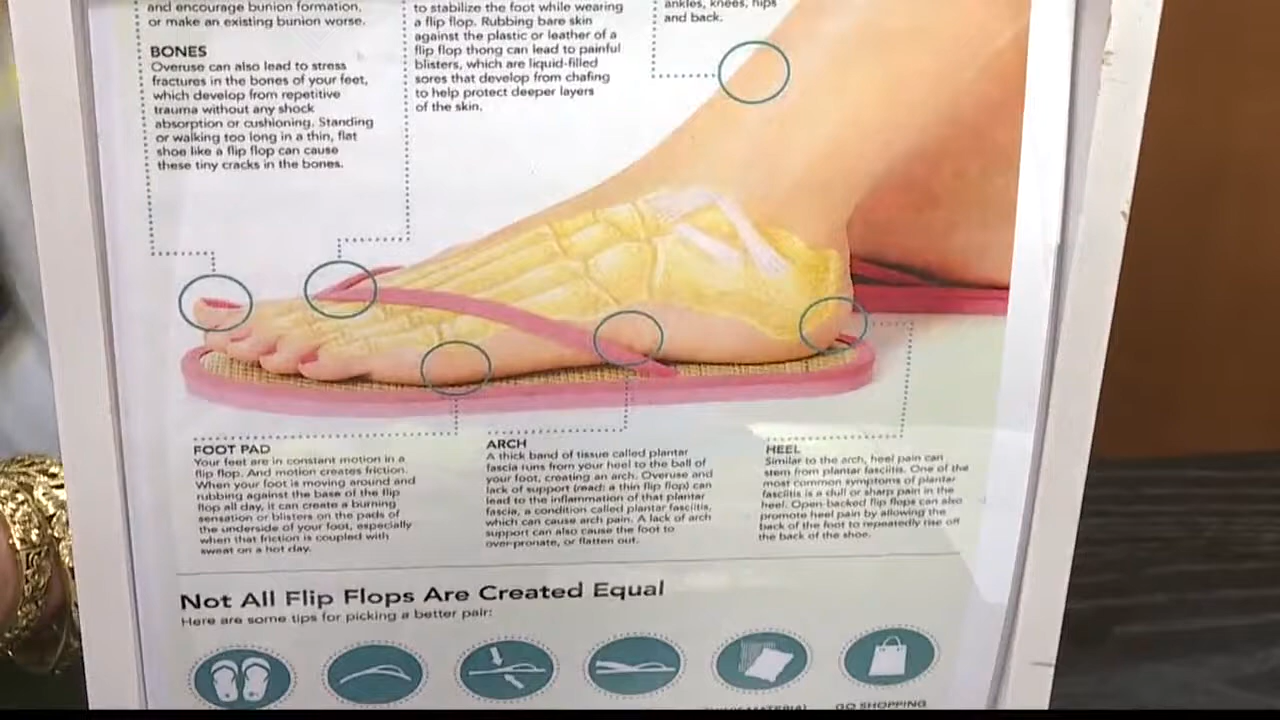 and encourage bunion formation,
or make an existing bunion worse.
BONES
Overuse can also lead to stress
fractures in the bones of your feet,
which develop from repetitive
trauma without any shock
absorption or cushioning. Standing
or walking too long in a thin, flat
shoe like a flip flop can cause
these tiny cracks in the bones.
to stabilize the foot while wearing
a flip flop. Rubbing bare skin
against the plastic or leather of a
flip flop thong can lead to painful
blisters, which are liquid-filled
sores that develop from chafing
to help protect deeper layers
of the skin.
ankles, knees, hips
and back.
FOOT PAD
Your feet are in constant motion in a
flip flop. And motion creates friction.
When your foot is moving around and
rubbing against the base of the flip
flop all day, it can create a burning
sensation or blisters on the pads of
the underside of your foot, especially
when that friction is coupled with
sweat on a hot day.
ARCH
A thick band of tissue called plantar
fascia runs from your heel to the ball of
your foot, creating an arch. Overuse and
lack of support (read: a thin flip flop) can
lead to the inflammation of that plantar
fascia, a condition called plantar fasciitis,
which can cause arch pain. A lack of arch
support can also cause the foot to
over-pronate, or flatten out.
HEEL
Similar to the arch, heel pain can
stem from plantar fasciitis. One of the
most common symptoms of plantar
fasciitis is a dull or sharp pain in the
heel. Open-backed flip flops can also
promote heel pain by allowing the
back of the foot to repeatedly rise off
the back of the shoe.
Not All Flip Flops Are Created Equal
Here are some tips for picking a better pair:
MATERIAL
GO SHOPPING